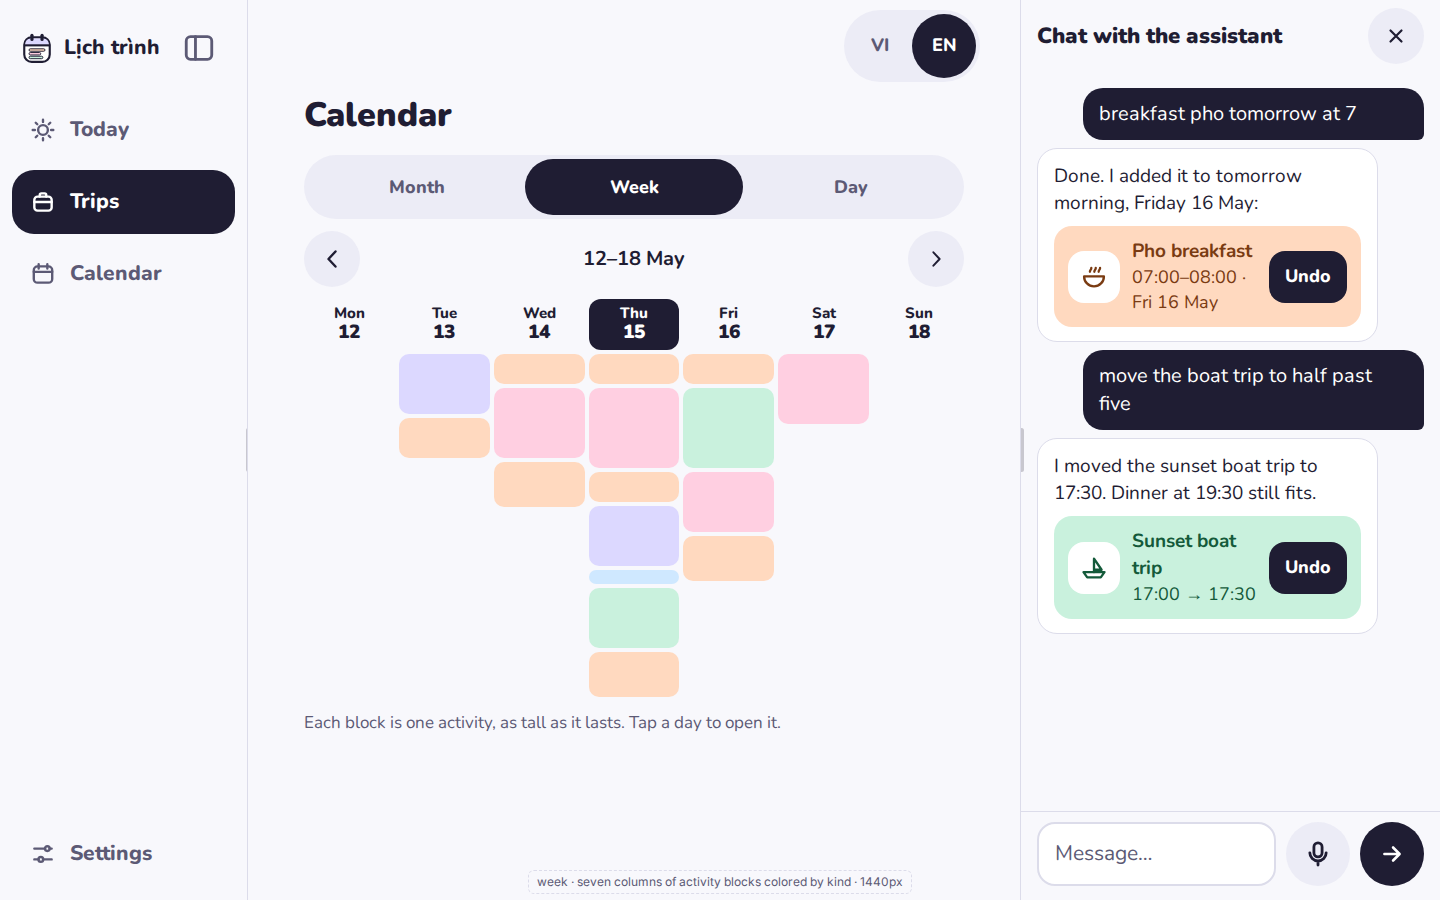 Lịch trình
Today
Trips
Calendar
Settings
VI
EN
Calendar
Month
Week
Day
12–18 May
Mon
12
Tue
13
Wed
14
Thu
15
Fri
16
Sat
17
Sun
18
Each block is one activity, as tall as it lasts. Tap a day to open it.
week · seven columns of activity blocks colored by kind · 1440px
Chat with the assistant
breakfast pho tomorrow at 7
Done. I added it to tomorrow
morning, Friday 16 May:
Pho breakfast
07:00–08:00 ·
Fri 16 May
Undo
move the boat trip to half past
five
I moved the sunset boat trip to
17:30. Dinner at 19:30 still fits.
Sunset boat
trip
17:00 → 17:30
Undo
Message...